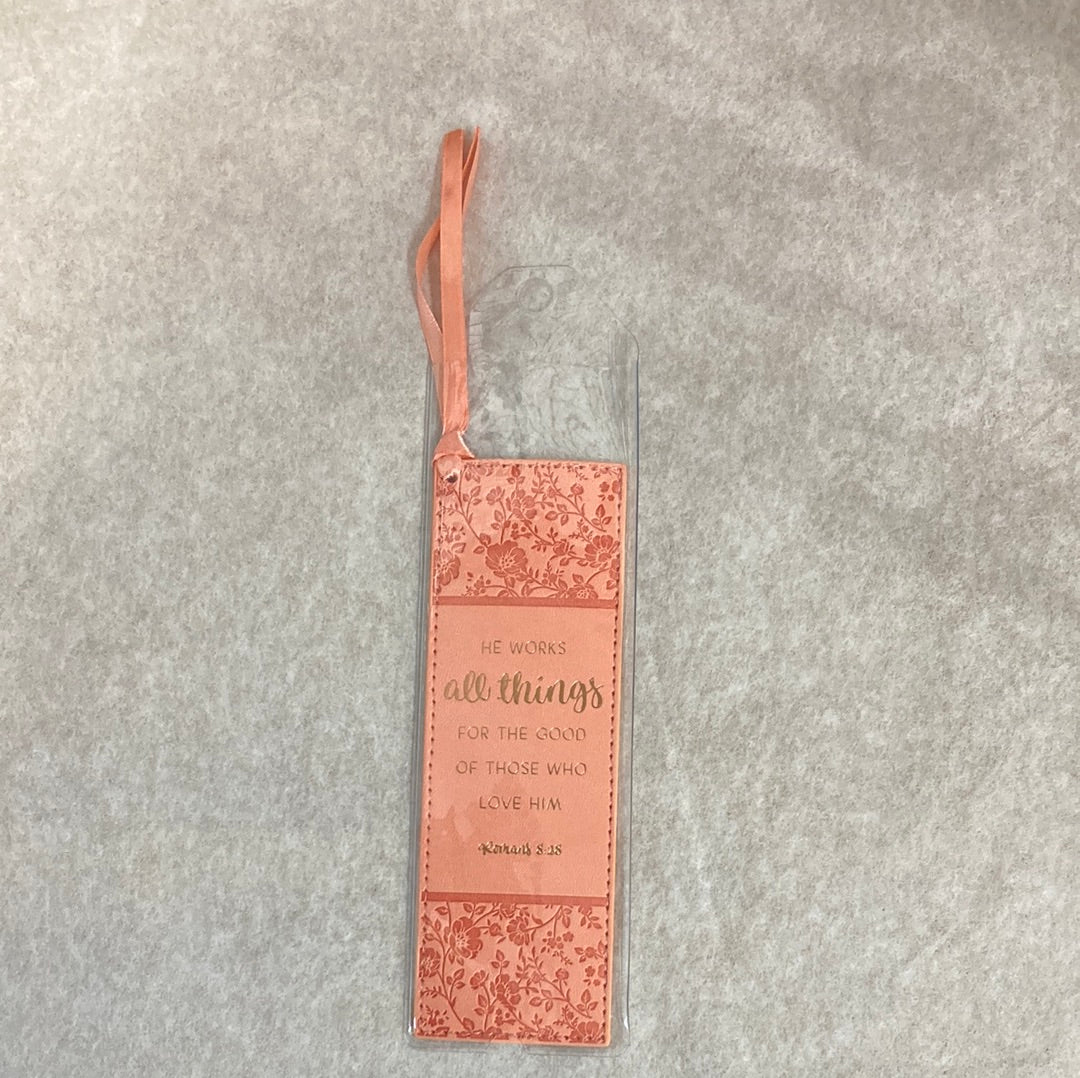 HE WORKS
all things
FOR THE GOOD
OF THOSE WHO
LOVE HIM
Romans 8:28